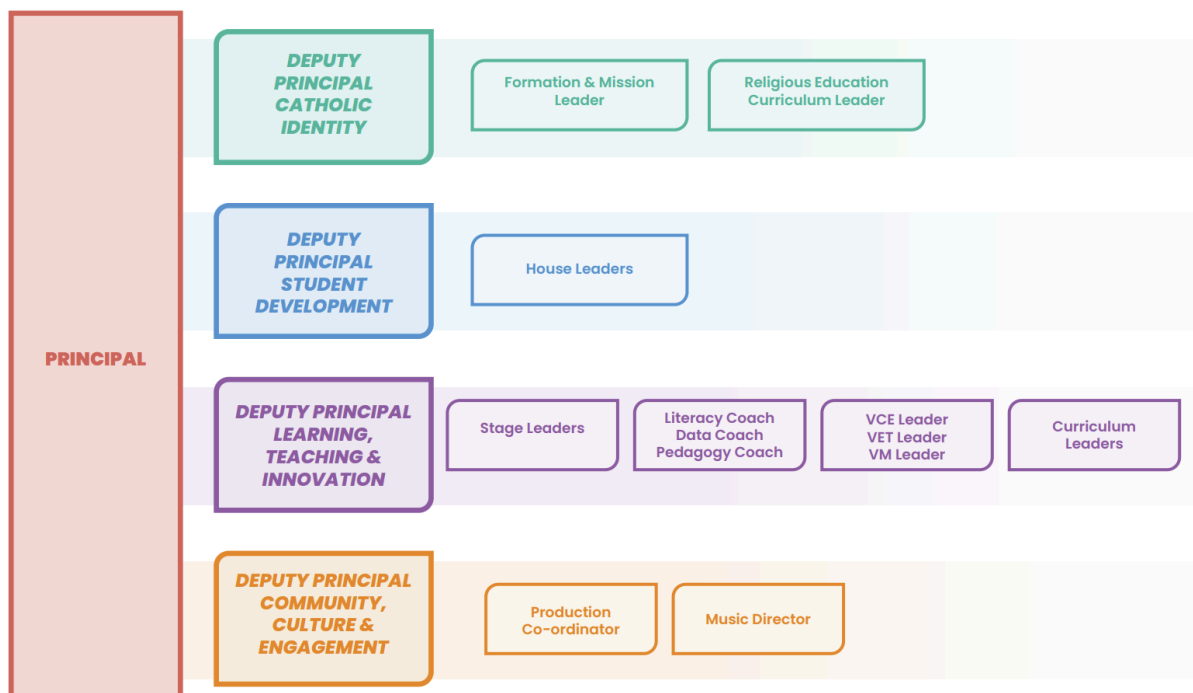 PRINCIPAL
DEPUTY
PRINCIPAL
CATHOLIC
IDENTITY
Formation & Mission
Leader
Religious Education
Curriculum Leader
DEPUTY
PRINCIPAL
STUDENT
DEVELOPMENT
House Leaders
DEPUTY PRINCIPAL
LEARNING,
TEACHING &
INNOVATION
Stage Leaders
Literacy Coach
Data Coach
Pedagogy Coach
VCE Leader
VET Leader
VM Leader
Curriculum
Leaders
DEPUTY PRINCIPAL
COMMUNITY,
CULTURE &
ENGAGEMENT
Production
Co-ordinator
Music Director